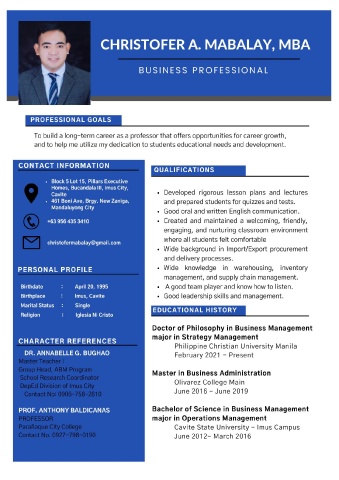 CHRISTOFER A. MABALAY, MBA
BUSINESS PROFESSIONAL
PROFESSIONAL GOALS
To build a long-term career as a professor that offers opportunities for career growth,
and to help me utilize my dedication to students educational needs and development.
CONTACT INFORMATION
• Block 5 Lot 15, Pillars Executive
Homes, Bucandala III, Imus City,
Cavite
• 461 Boni Ave. Brgy. New Zaniga,
Mandaluyong City
+63 956 435 3410
christofermabalay@gmail.com
PERSONAL PROFILE
Birthdate : April 20, 1995
Birthplace : Imus, Cavite
Marital Status : Single
Religion : Iglesia Ni Cristo
CHARACTER REFERENCES
DR. ANNABELLE G. BUGHAO
Master Teacher I
Group Head, ABM Program
School Research Coordinator
DepEd Division of Imus City
Contact No: 0995-758-2010
PROF. ANTHONY BALDICANAS
PROFESSOR
Parañaque City College
Contact No. 0927-798-0190
QUALIFICATIONS
• Developed rigorous lesson plans and lectures
and prepared students for quizzes and tests.
• Good oral and written English communication.
• Created and maintained a welcoming, friendly,
engaging, and nurturing classroom environment
where all students felt comfortable
• Wide background in Import/Export procurement
and delivery processes.
• Wide knowledge in warehousing, inventory
management, and supply chain management.
• A good team player and know how to listen.
• Good leadership skills and management.
EDUCATIONAL HISTORY
Doctor of Philosophy in Business Management
major in Strategy Management
Philippine Christian University Manila
February 2021 - Present
Master in Business Administration
Olivarez College Main
June 2016 - June 2019
Bachelor of Science in Business Management
major in Operations Management
Cavite State University - Imus Campus
June 2012- March 2016